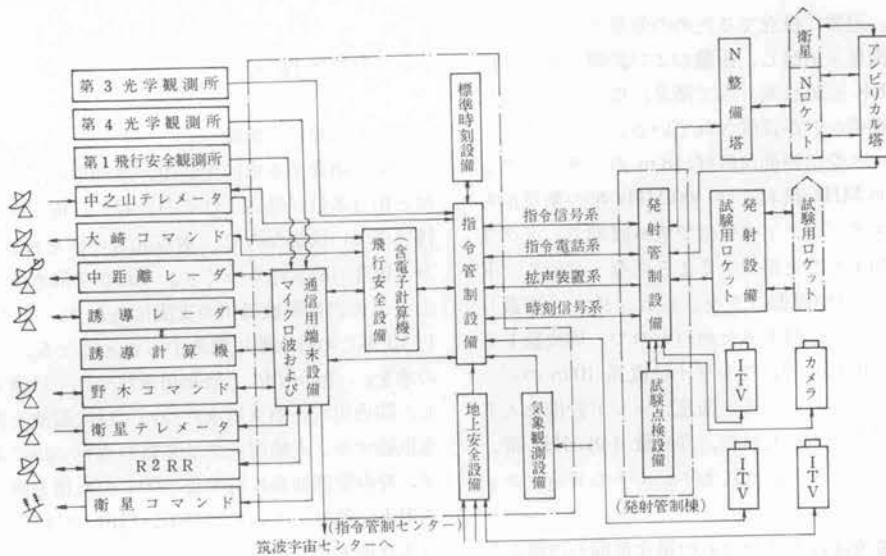 第3光学観測所
第4光学観測所
第1飛行安全観測所
中之山テレメータ
大崎コマンド
中距離レーダ
誘導 ーダ
誘導計算機
野木コマンド
衛星テレメータ
R2RR
衛星コマンド
マイクロ波および
通信用端末設備
飛行安全設備
(含電子計算機)
標準時刻設備
指令管制設備
指令信号系
指令電話系
拡声装置系
時刻信号系
地上安全設備
気象観測設備
(指令管制センター)
筑波宇宙センターへ
発射管制設備
試験点検設備
(発射管制棟)
N整備塔
衛星
Nロケット
アンビリカル塔
試験用ロケット
発射設備
試験用ロケット
ITV
カメラ
ITV
ITV